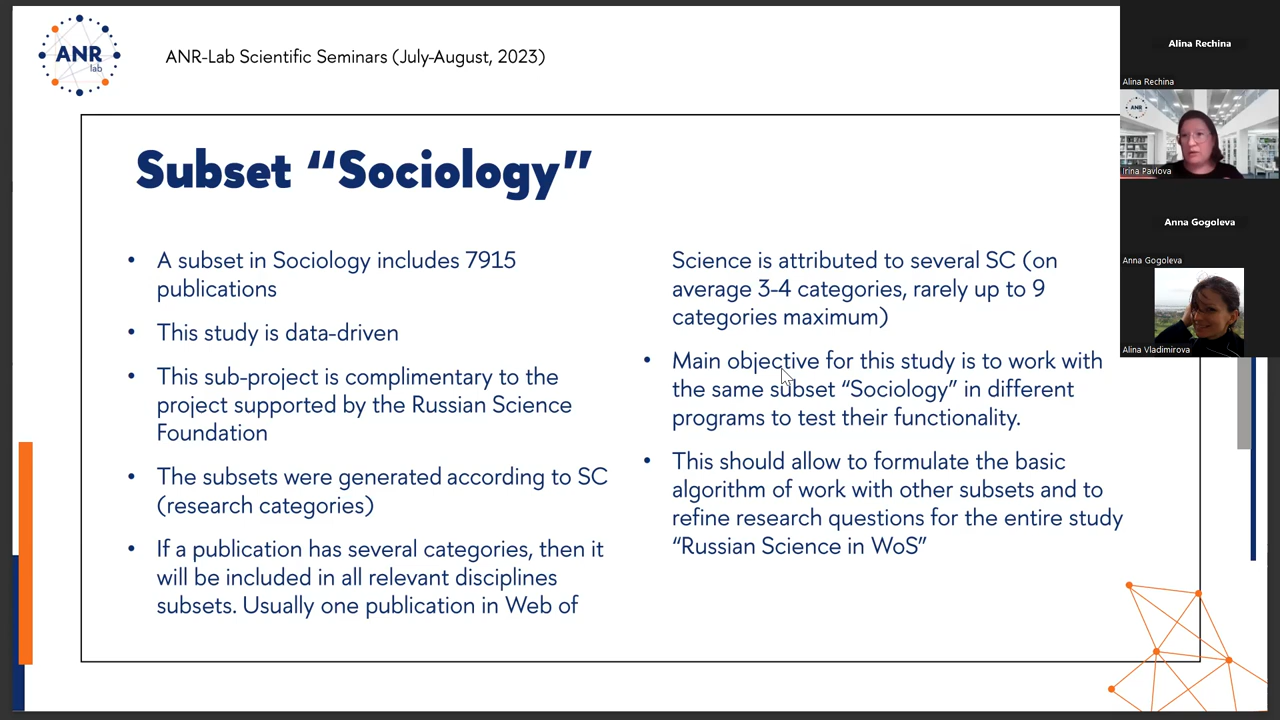 ANR
lab
ANR-Lab Scientific Seminars (July-August, 2023)
Subset “Sociology”
• A subset in Sociology includes 7915
publications
• This study is data-driven
• This sub-project is complimentary to the
project supported by the Russian Science
Foundation
• The subsets were generated according to SC
(research categories)
• If a publication has several categories, then it
will be included in all relevant disciplines
subsets. Usually one publication in Web of
Science is attributed to several SC (on
average 3-4 categories, rarely up to 9
categories maximum)
• Main objective for this study is to work with
the same subset “Sociology” in different
programs to test their functionality.
• This should allow to formulate the basic
algorithm of work with other subsets and to
refine research questions for the entire study
“Russian Science in WoS”
Alina Rechina
Alina Rechina
ANR
Irina Pavlova
Anna Gogoleva
Anna Gogoleva
Alina Vladimirova